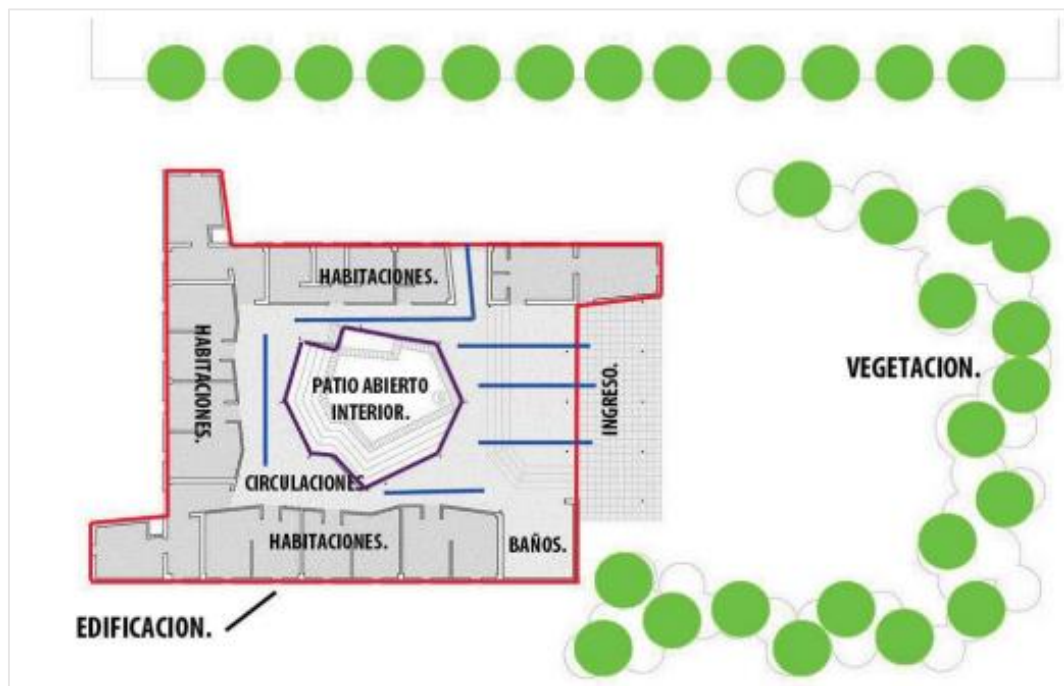 HABITACIONES.
HABITACIONES.
PATIO ABIERTO
INTERIOR.
INGRESO.
VEGETACION.
CIRCULACIONES.
HABITACIONES.
BAÑOS.
EDIFICACION.